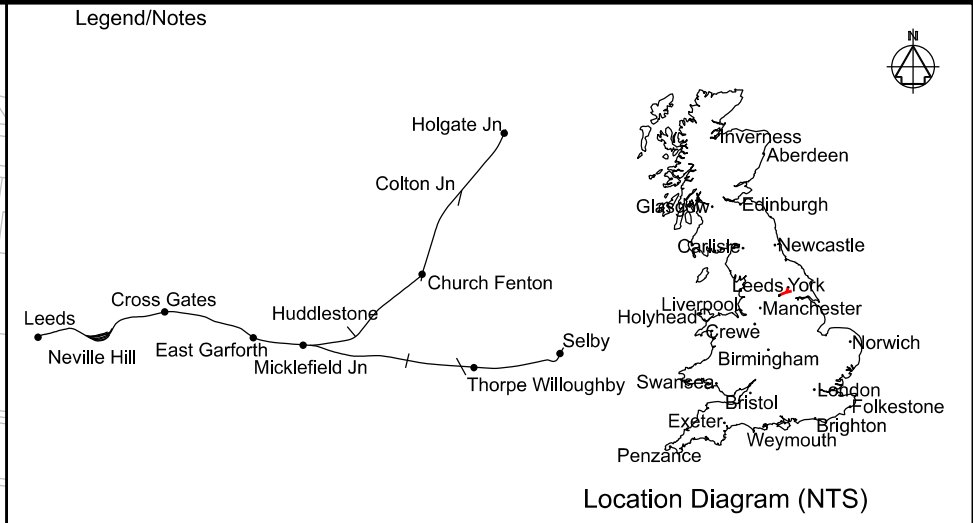 Legend/Notes
N
Holgate Jn
Colton Jn
Church Fenton
Huddlestone
Cross Gates
Leeds
Neville Hill
East Garforth
Micklefield Jn
Selby
Thorpe Willoughby
Inverness
Aberdeen
Glasgow
Edinburgh
Carlisle
Newcastle
Leeds York
Liverpool
Manchester
Holyhead
Crewe
Norwich
Birmingham
Swansea
London
Bristol
Folkestone
Exeter
Brighton
Weymouth
Penzance
Location Diagram (NTS)